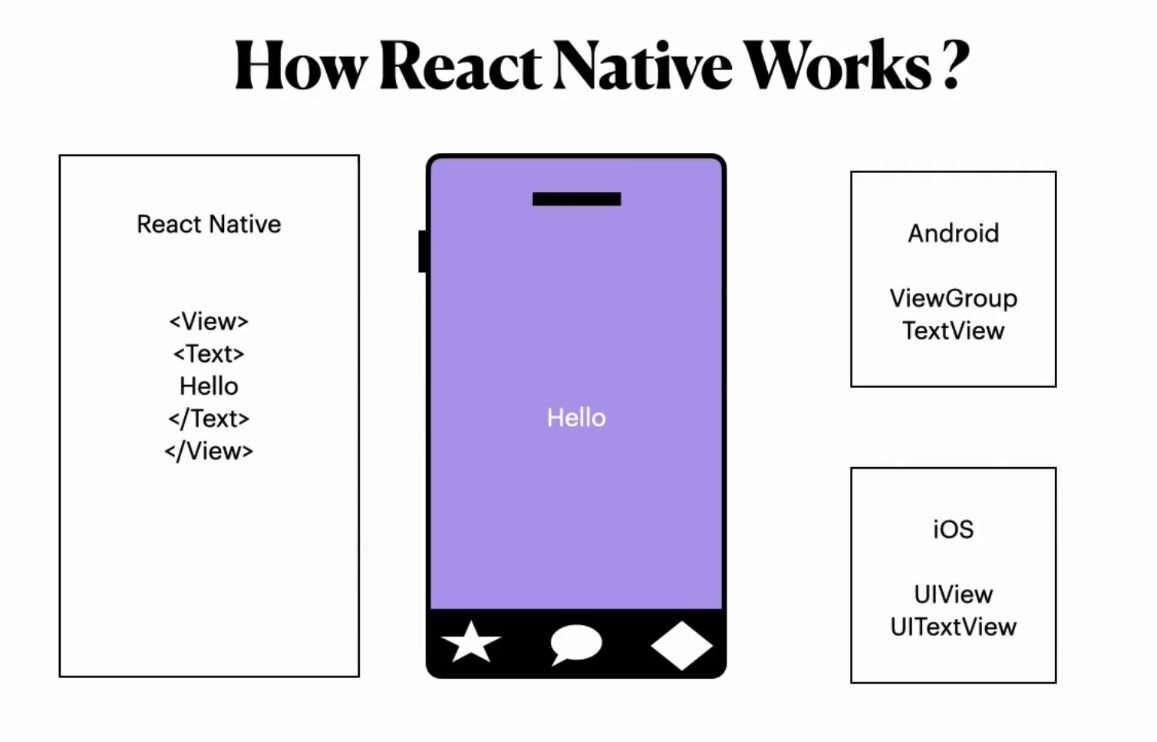 How React Native Works ?
React Native
<View>
<Text>
Hello
</Text>
</View>
Hello
Android
ViewGroup
TextView
iOS
UIView
UITextView